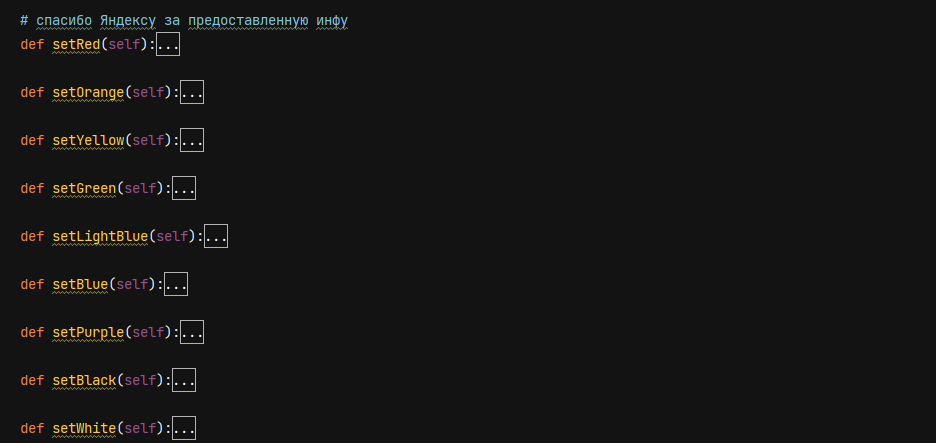 # спасибо Яндексу за предоставленную инфу
def setRed(self):...
def setOrange(self):...
def setYellow(self):...
def setGreen(self):...
def setLightBlue(self):...
def setBlue(self):...
def setPurple(self):...
def setBlack(self):...
def setWhite(self):...